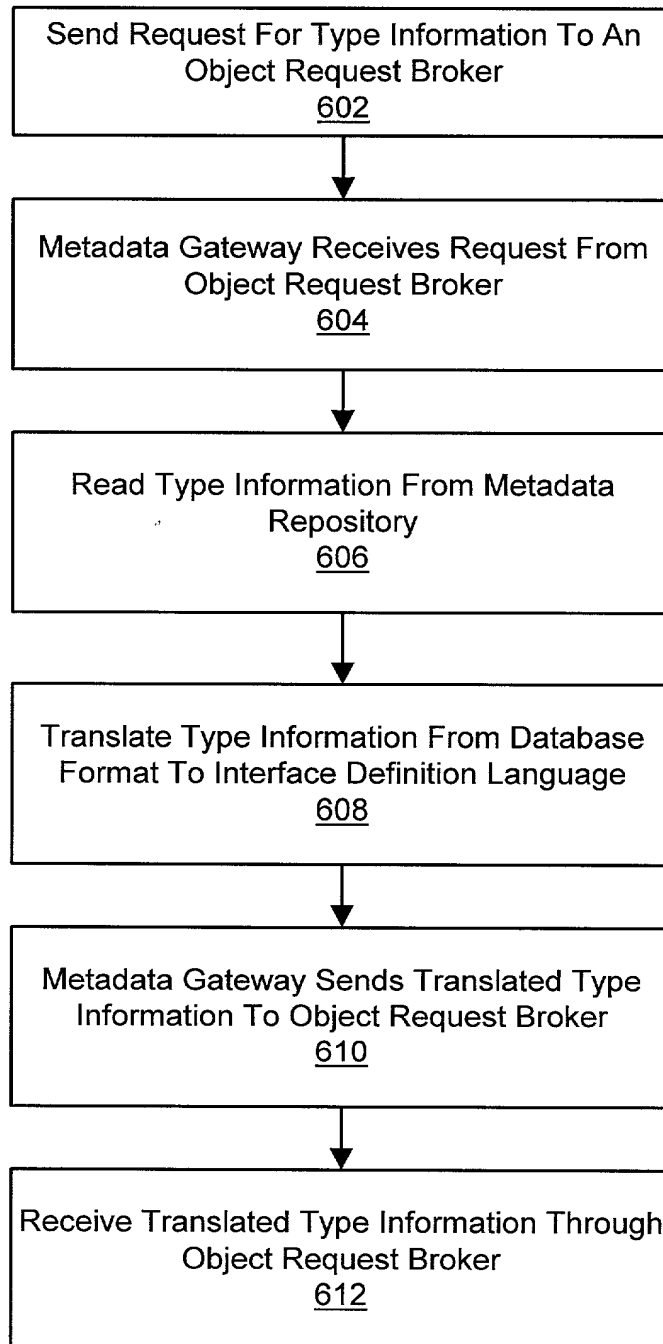 Send Request For Type Information To An
Object Request Broker
602
Metadata Gateway Receives Request From
Object Request Broker
604
Read Type Information From Metadata
Repository
606
Translate Type Information From Database
Format To Interface Definition Language
608
Metadata Gateway Sends Translated Type
Information To Object Request Broker
610
Receive Translated Type Information Through
Object Request Broker
612